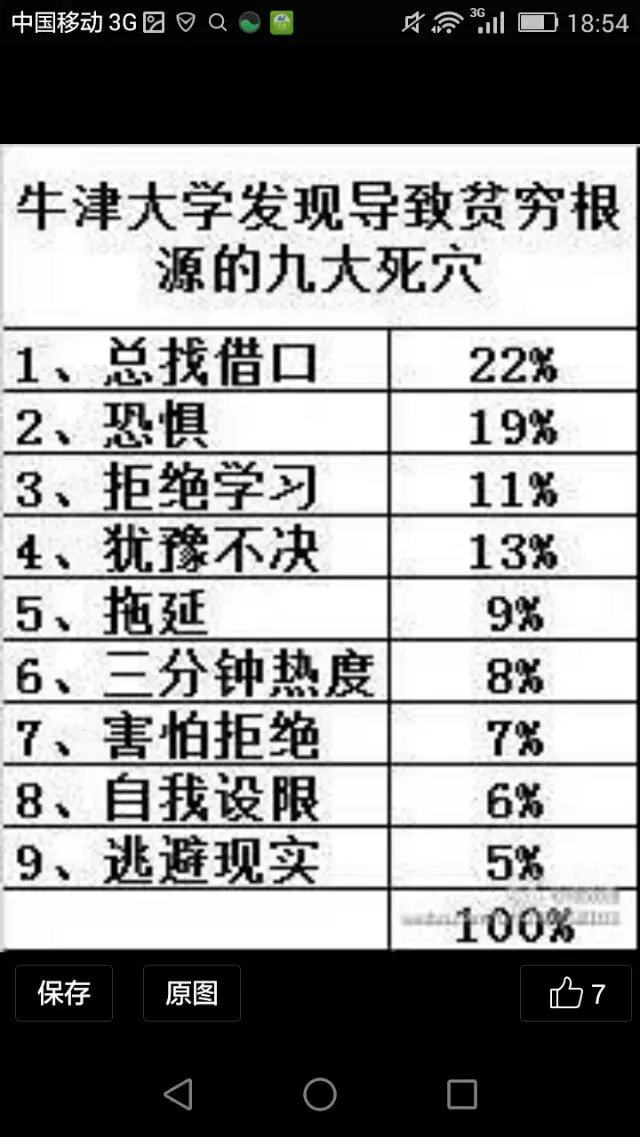 中国移动 3G 3G 18:54
牛津大学发现导致贫穷根
源的九大死穴
1、总找借口 22%
2、恐惧 19%
3、拒绝学习 11%
4、犹豫不决 13%
5、拖延 9%
6、三分钟热度 8%
7、害怕拒绝 7%
8、自我设限 6%
9、逃避现实 5%
100%
保存 原图 7